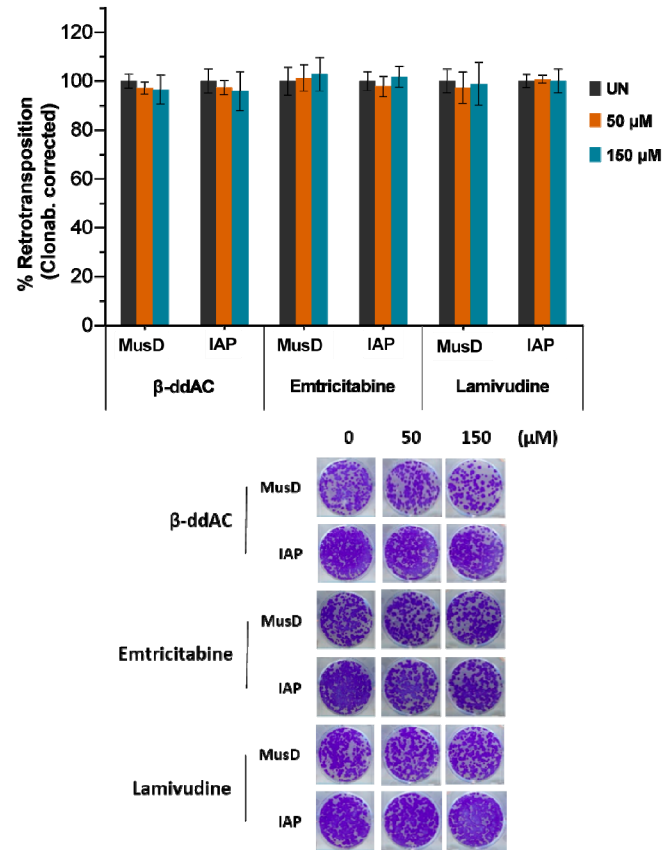 120
100
80
60
40
20
0
% Retrotransposition
(Clonab. corrected)
UN
50 μM
150 μM
MusD IAP MusD IAP MusD IAP
β-ddAC Emtricitabine Lamivudine
0 50 150 (μM)
MusD
β-ddAC
IAP
MusD
Emtricitabine
IAP
MusD
Lamivudine
IAP